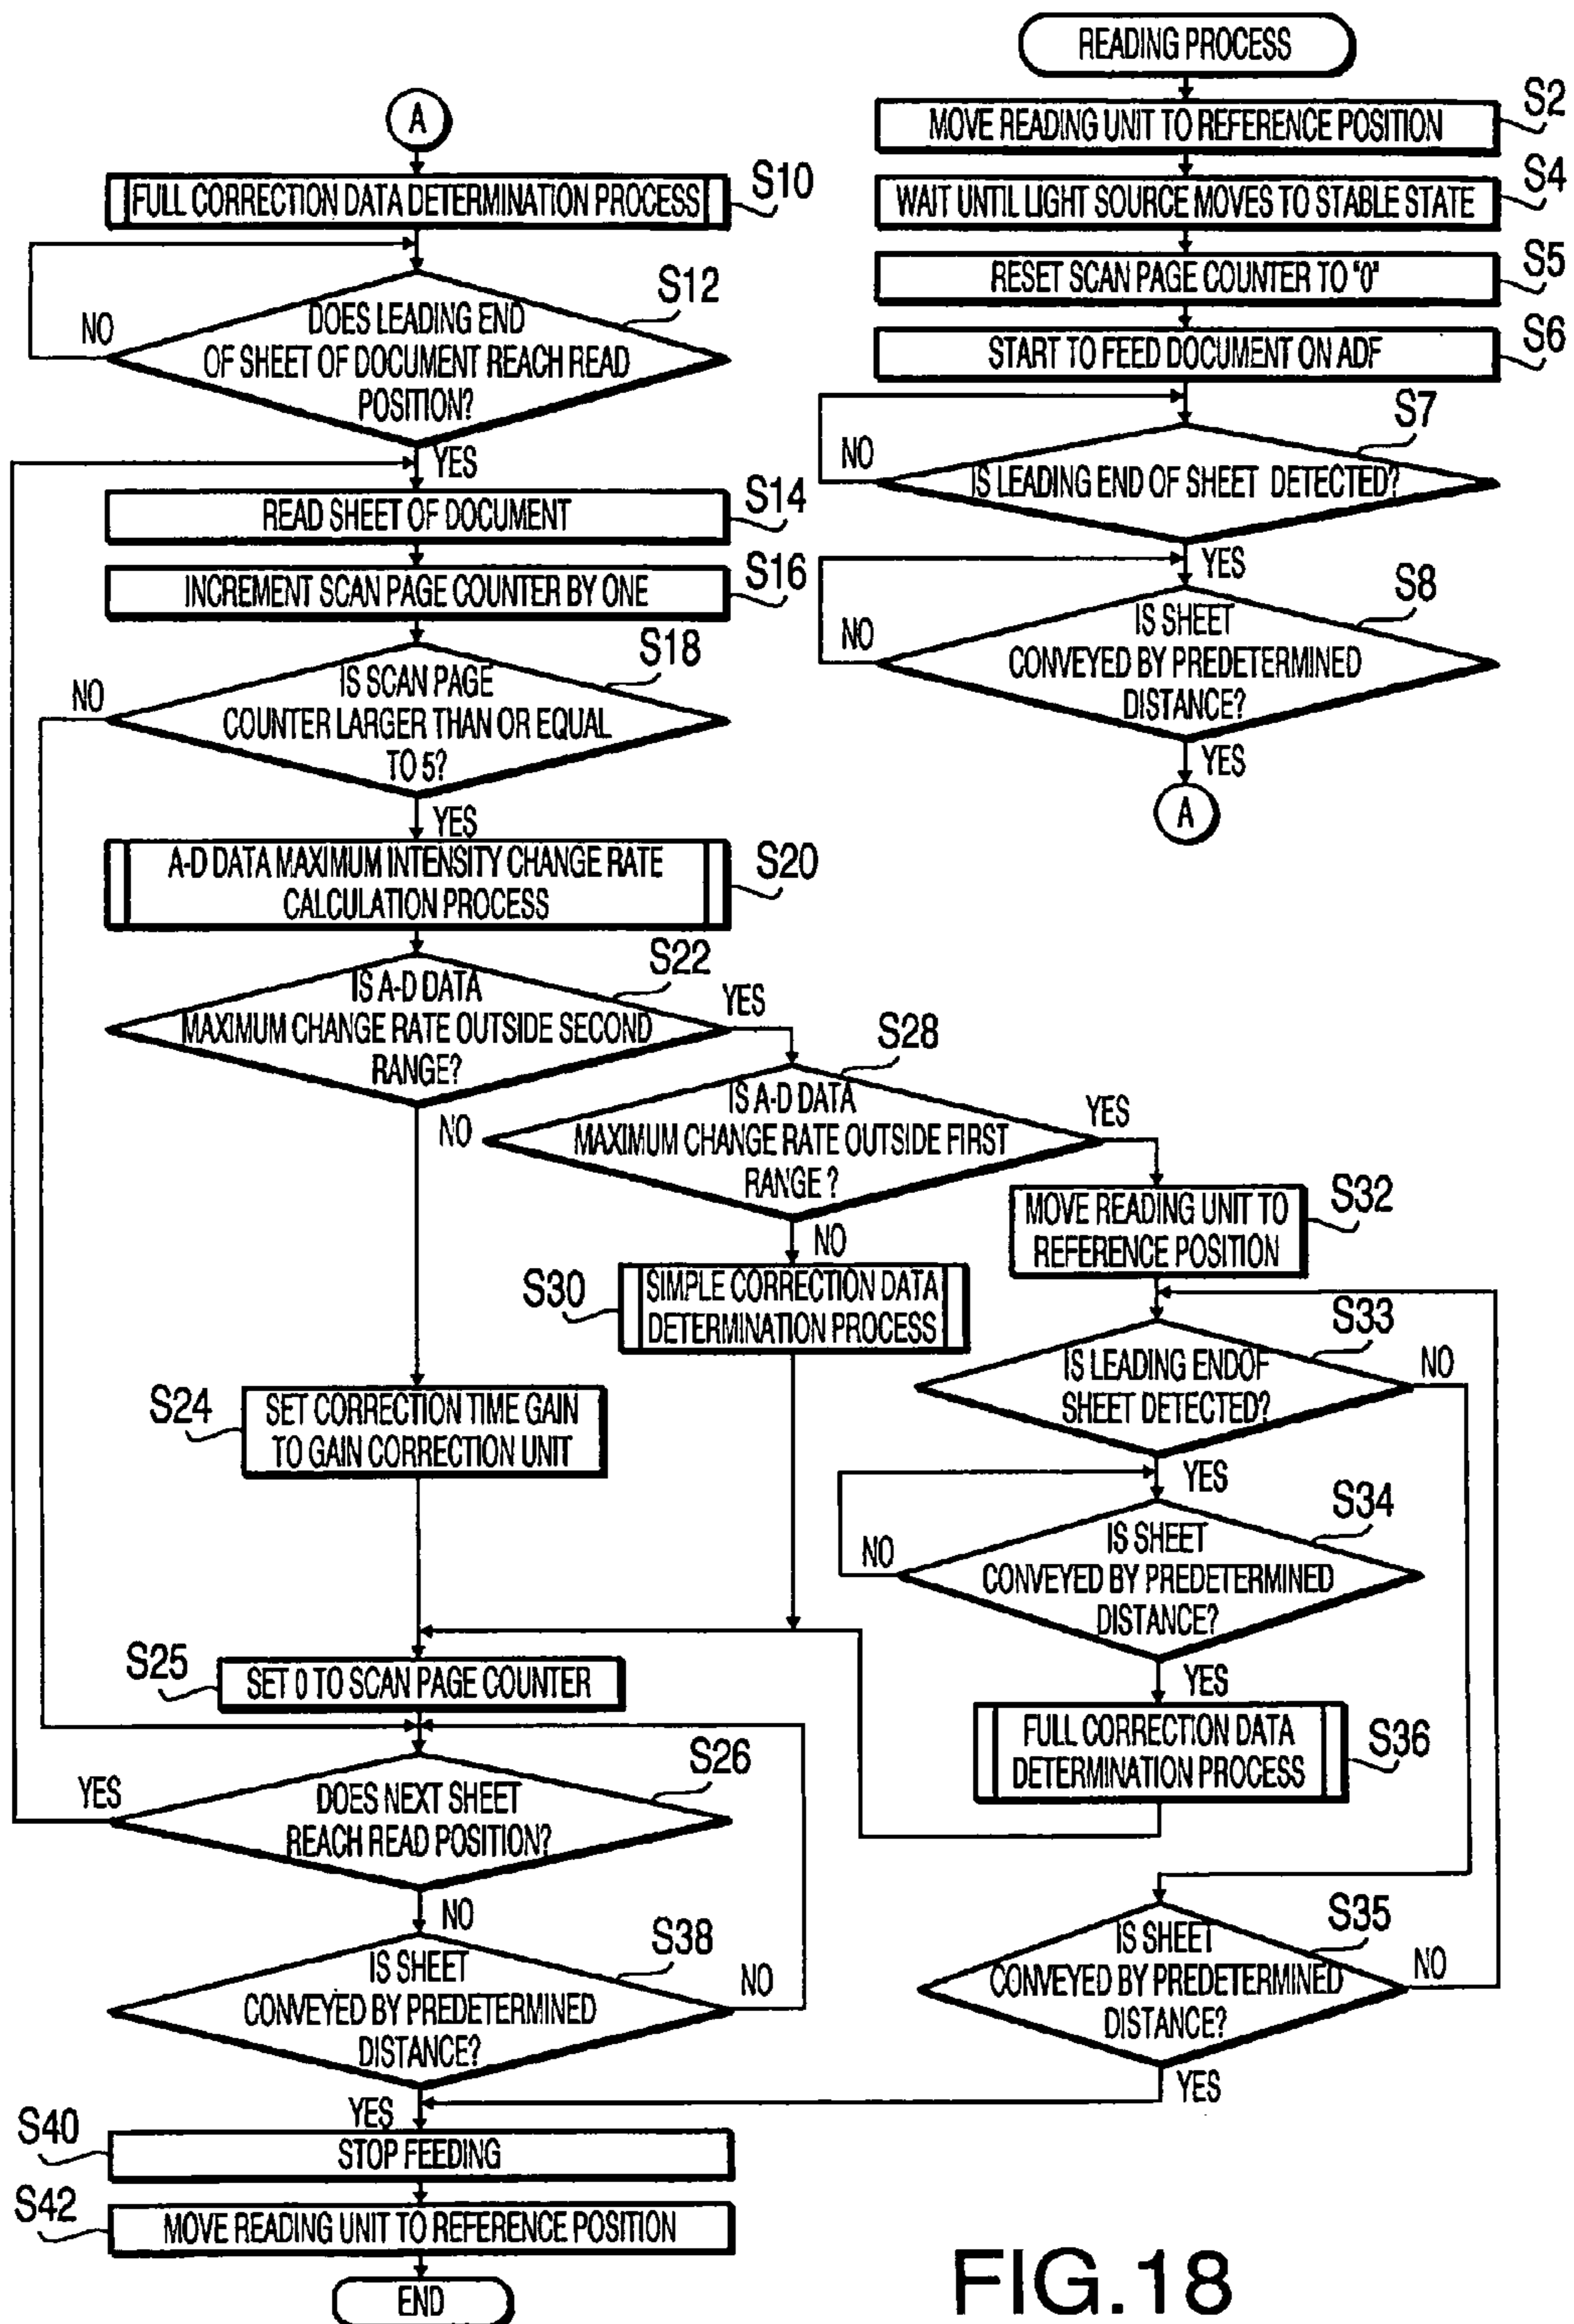 READING PROCESS
MOVE READING UNIT TO REFERENCE POSITION
S2
WAIT UNTIL LIGHT SOURCE MOVES TO STABLE STATE
S4
RESET SCAN PAGE COUNTER TO "0"
S5
START TO FEED DOCUMENT ON ADF
S6
S7
NO
IS LEADING END OF SHEET DETECTED?
YES
S8
NO
IS SHEET
CONVEYED BY PREDETERMINED
DISTANCE?
YES
A
A
FULL CORRECTION DATA DETERMINATION PROCESS
S10
S12
NO
DOES LEADING END
OF SHEET OF DOCUMENT REACH READ
POSITION?
YES
READ SHEET OF DOCUMENT
S14
INCREMENT SCAN PAGE COUNTER BY ONE
S16
S18
NO
IS SCAN PAGE
COUNTER LARGER THAN OR EQUAL
TO 5?
YES
A-D DATA MAXIMUM INTENSITY CHANGE RATE
CALCULATION PROCESS
S20
S22
IS A-D DATA
MAXIMUM CHANGE RATE OUTSIDE SECOND
RANGE?
YES
NO
S28
IS A-D DATA
MAXIMUM CHANGE RATE OUTSIDE FIRST
RANGE ?
YES
NO
S30
SIMPLE CORRECTION DATA
DETERMINATION PROCESS
MOVE READING UNIT TO
REFERENCE POSITION
S32
S33
IS LEADING ENDOF
SHEET DETECTED?
NO
YES
S24
SET CORRECTION TIME GAIN
TO GAIN CORRECTION UNIT
S34
NO
IS SHEET
CONVEYED BY PREDETERMINED
DISTANCE?
YES
S25
SET 0 TO SCAN PAGE COUNTER
FULL CORRECTION DATA
DETERMINATION PROCESS
S36
S26
YES
DOES NEXT SHEET
REACH READ POSITION?
NO
S38
IS SHEET
CONVEYED BY PREDETERMINED
DISTANCE?
NO
YES
S35
IS SHEET
CONVEYED BY PREDETERMINED
DISTANCE?
NO
YES
S40
STOP FEEDING
S42
MOVE READING UNIT TO REFERENCE POSITION
END
FIG.18